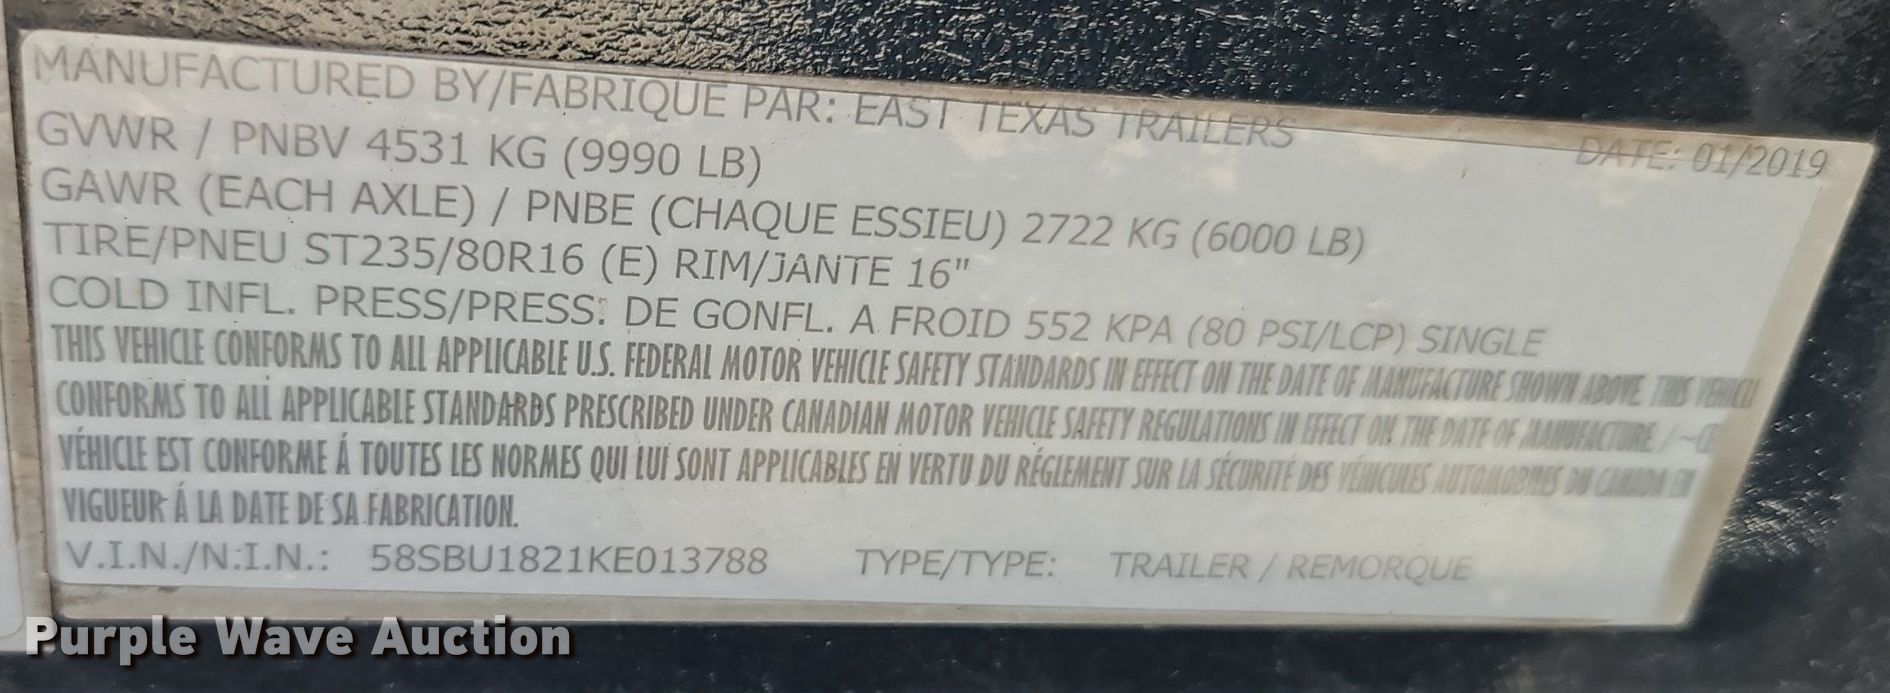 MANUFACTURED BY/FABRIQUE PAR: EAST TEXAS TRAILERS DATE: 01/2019
GVWR / PNBV 4531 KG (9990 LB)
GAWR (EACH AXLE) / PNBE (CHAQUE ESSIEU) 2722 KG (6000 LB)
TIRE/PNEU ST235/80R16 (E) RIM/JANTE 16"
COLD INFL. PRESS/PRESS. DE GONFL. A FROID 552 KPA (80 PSI/LCP) SINGLE
THIS VEHICLE CONFORMS TO ALL APPLICABLE U.S. FEDERAL MOTOR VEHICLE SAFETY STANDARDS IN EFFECT ON THE DATE OF MANUFACTURE SHOWN ABOVE. THIS VEHICLE
CONFORMS TO ALL APPLICABLE STANDARDS PRESCRIBED UNDER CANADIAN MOTOR VEHICLE SAFETY REGULATIONS IN EFFECT ON THE DATE OF MANUFACTURE. / ~CE
VÉHICLE EST CONFORME Á TOUTES LES NORMES QUI LUI SONT APPLICABLES EN VERTU DU RÉGLEMENT SUR LA SÉCURITÉ DES VÉHICULES AUTOMOBILES DU CANADA EN
VIGUEUR Á LA DATE DE SA FABRICATION.
V.I.N./N.I.N.: 58SBU1821KE013788 TYPE/TYPE: TRAILER / REMORQUE
Purple Wave Auction